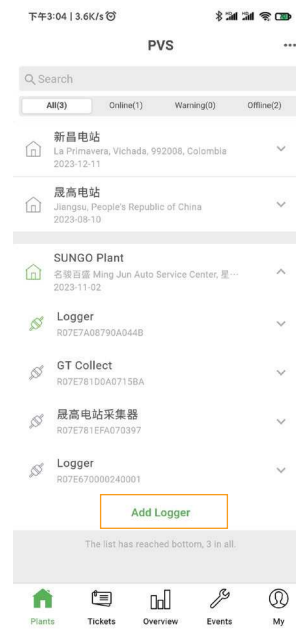 下午3:04 | 3.6K/s
PVS
Search
All(3) Online(1) Warning(0) Offline(2)
新昌电站
La Primavera, Vichada, 992008, Colombia
2023-12-11
晟高电站
Jiangsu, People's Republic of China
2023-08-10
SUNGO Plant
名骏百盛 Ming Jun Auto Service Center, 星…
2023-11-02
Logger
R07E7A08790A044B
GT Collect
R07E781D0A0715BA
晟高电站采集器
R07E781EFA070397
Logger
R07E670000240001
Add Logger
The list has reached bottom, 3 in all.
Plants Tickets Overview Events My